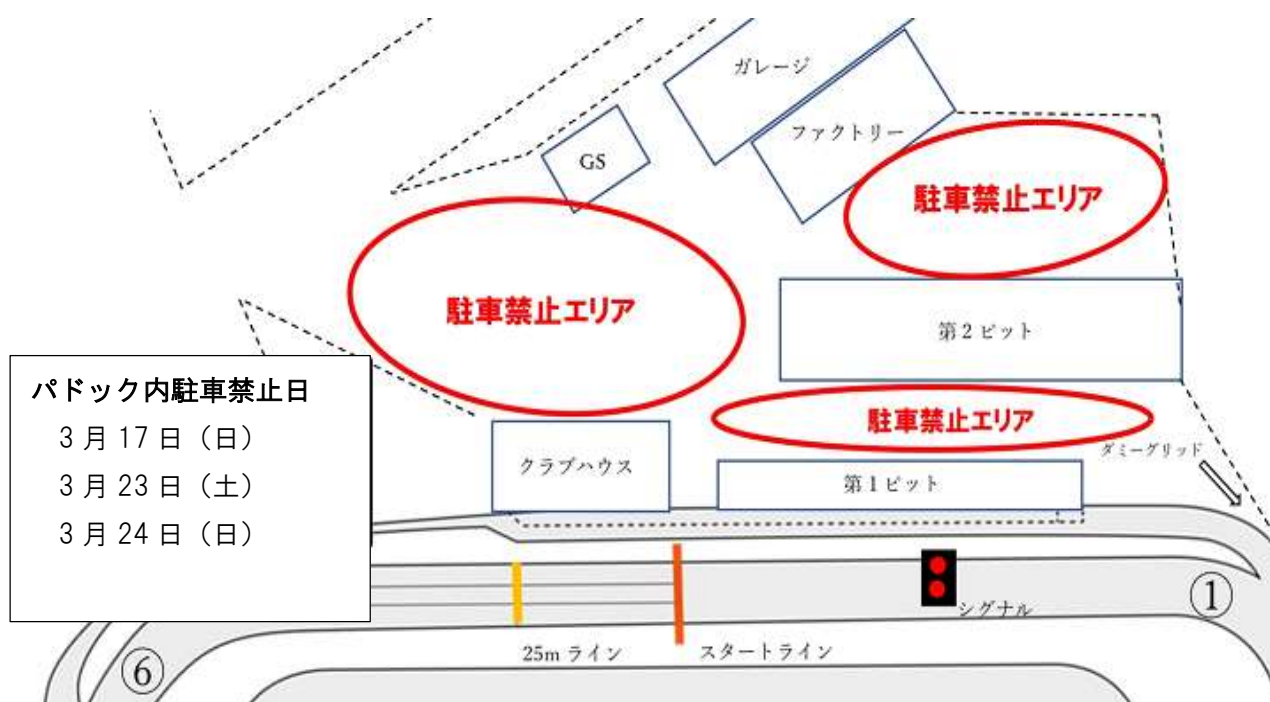 ガレージ
ファクトリー
GS
駐車禁止エリア
駐車禁止エリア
第2ピット
パドック内駐車禁止日
3月17日（日）
3月23日（土）
3月24日（日）
駐車禁止エリア
ダミーグリッド
クラブハウス
第1ピット
シグナル
①
25mライン
スタートライン
⑥